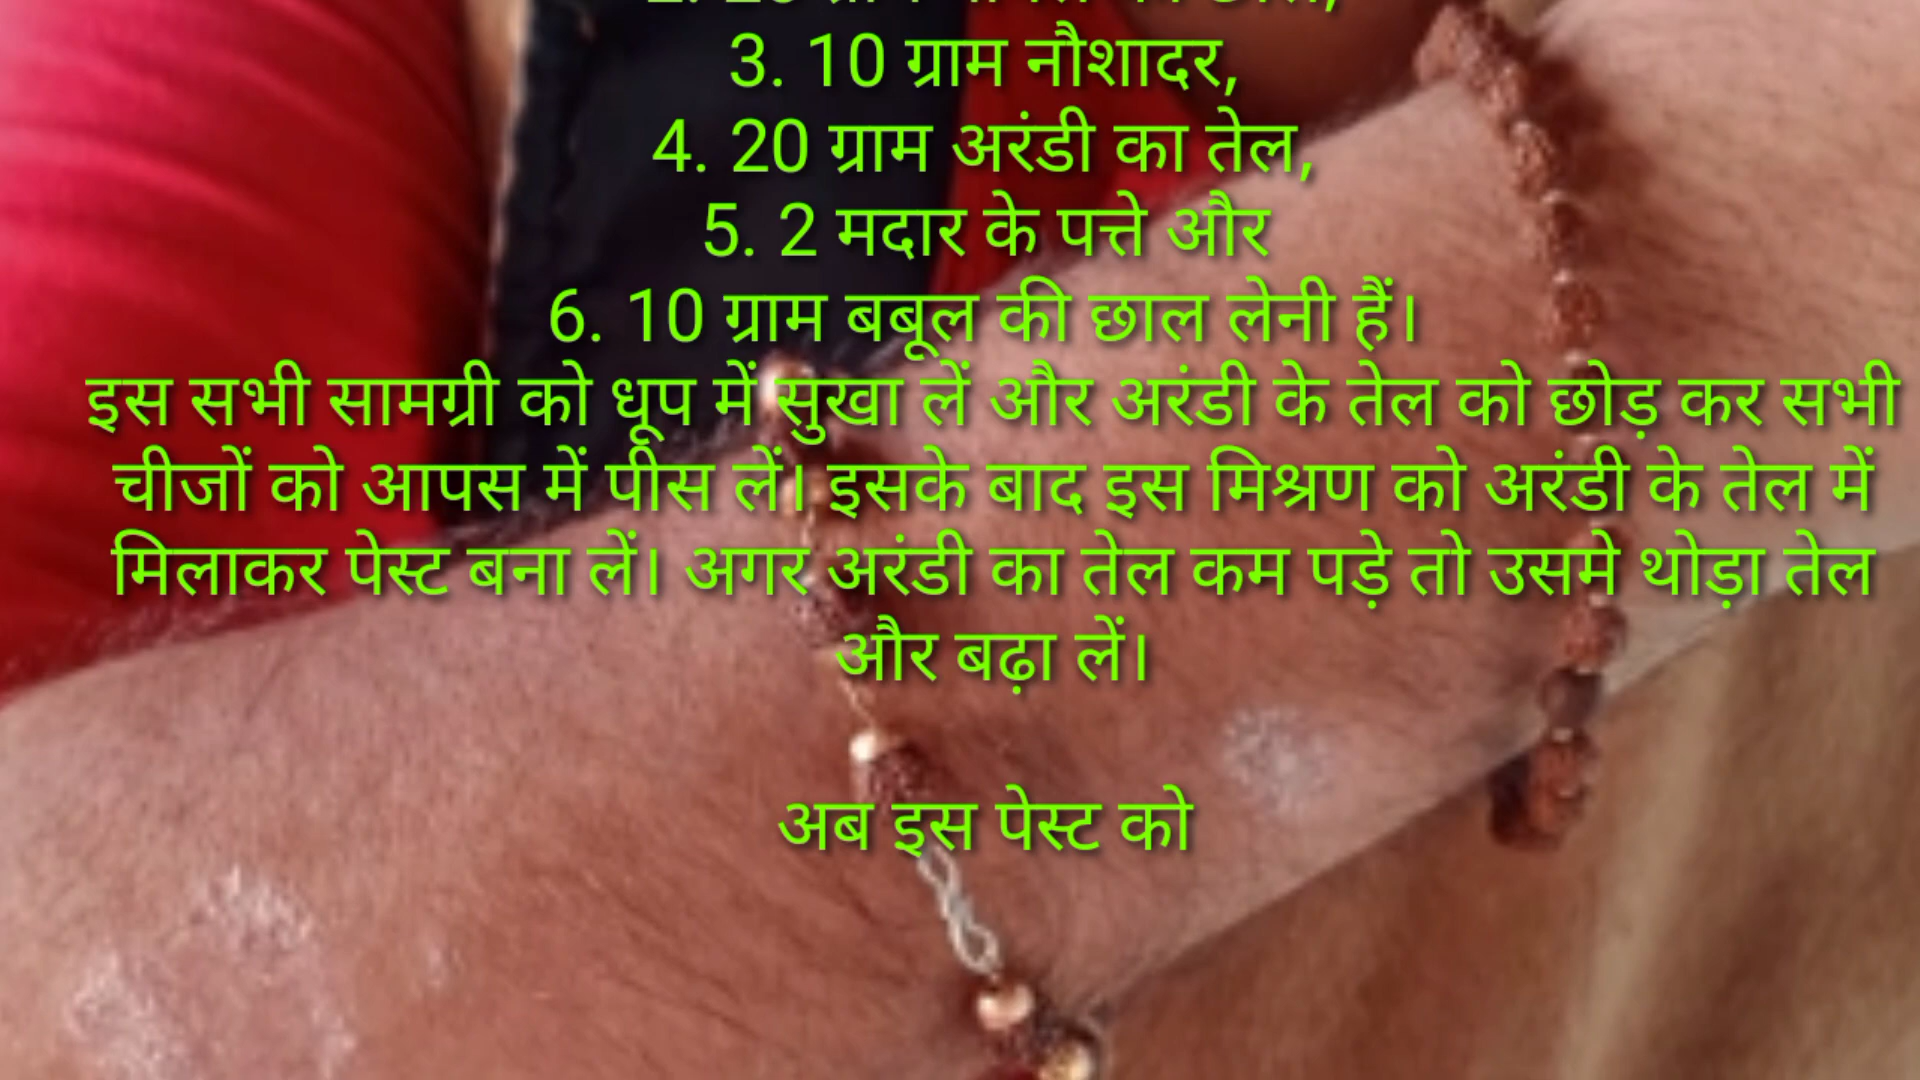 3. 10 ग्राम नौशादर,
4. 20 ग्राम अरंडी का तेल,
5. 2 मदार के पत्ते और
6. 10 ग्राम बबूल की छाल लेनी हैं।
इस सभी सामग्री को धूप में सुखा लें और अरंडी के तेल को छोड़ कर सभी
चीजों को आपस में पीस लें। इसके बाद इस मिश्रण को अरंडी के तेल में
मिलाकर पेस्ट बना लें। अगर अरंडी का तेल कम पड़े तो उसमे थोड़ा तेल
और बढ़ा लें।
अब इस पेस्ट को